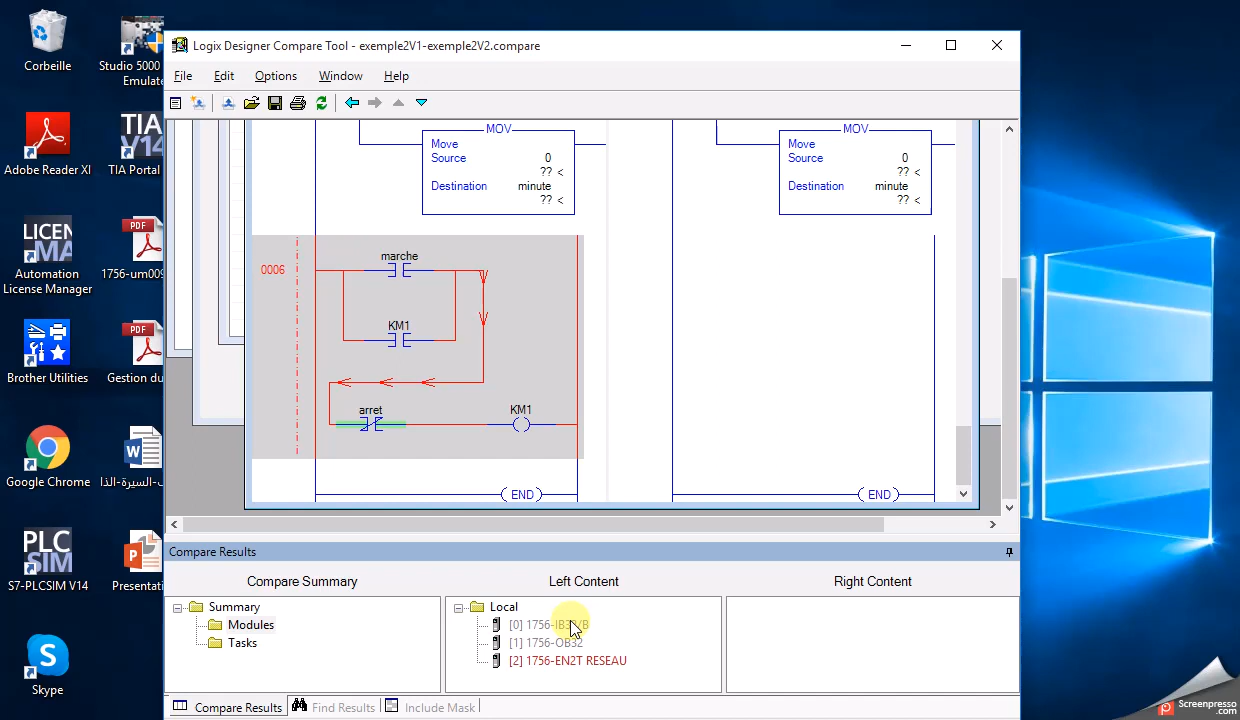 Corbeille
Studio 5000
Emulate
Adobe Reader XI
TIA V14
TIA Portal
LICEN
MA
Automation
License Manager
PDF
1756-um009
Brother Utilities
PDF
Gestion du
Google Chrome
ـب-السيرة-الذا
PLC
SIM
S7-PLCSIM V14
Presentati
Skype
Logix Designer Compare Tool - exemple2V1-exemple2V2.compare
File Edit Options Window Help
MOV
Move
Source 0
?? <
Destination minute
?? <
MOV
Move
Source 0
?? <
Destination minute
?? <
0006
marche
KM1
arret
KM1
END
END
Compare Results
Compare Summary
Left Content
Right Content
Summary
Modules
Tasks
Local
[1] 1756-OB32
[2] 1756-EN2T RESEAU
Compare Results Find Results Include Mask
Screenpresso
.com